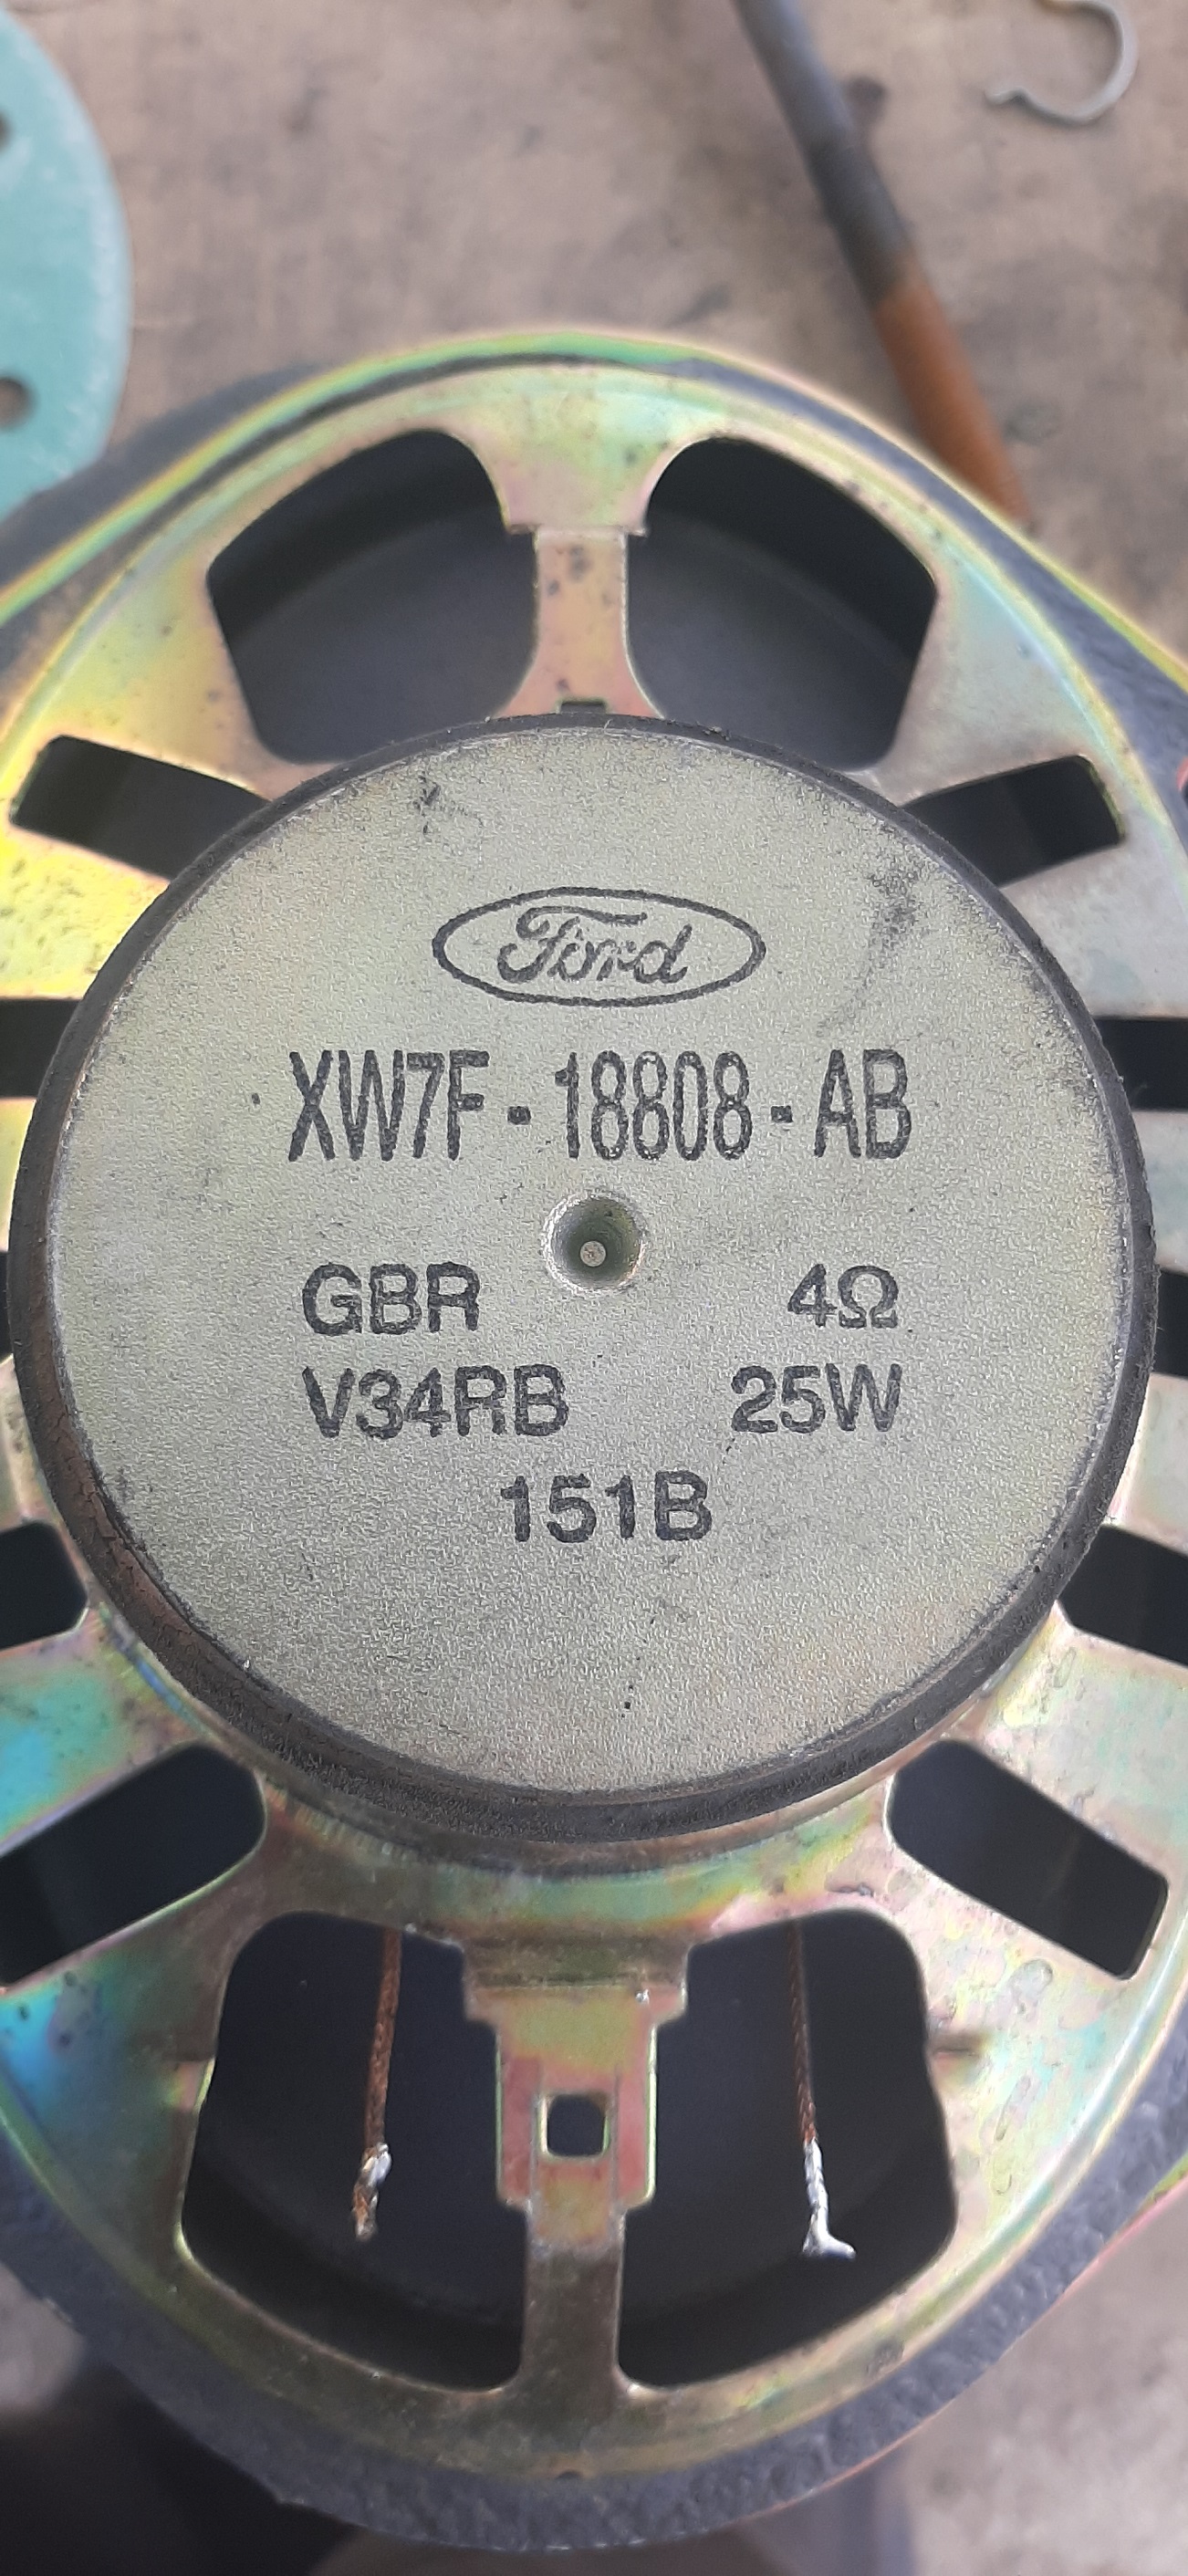 Ford
XW7F - 18808 - AB
GBR 4Ω
V34RB 25W
151B